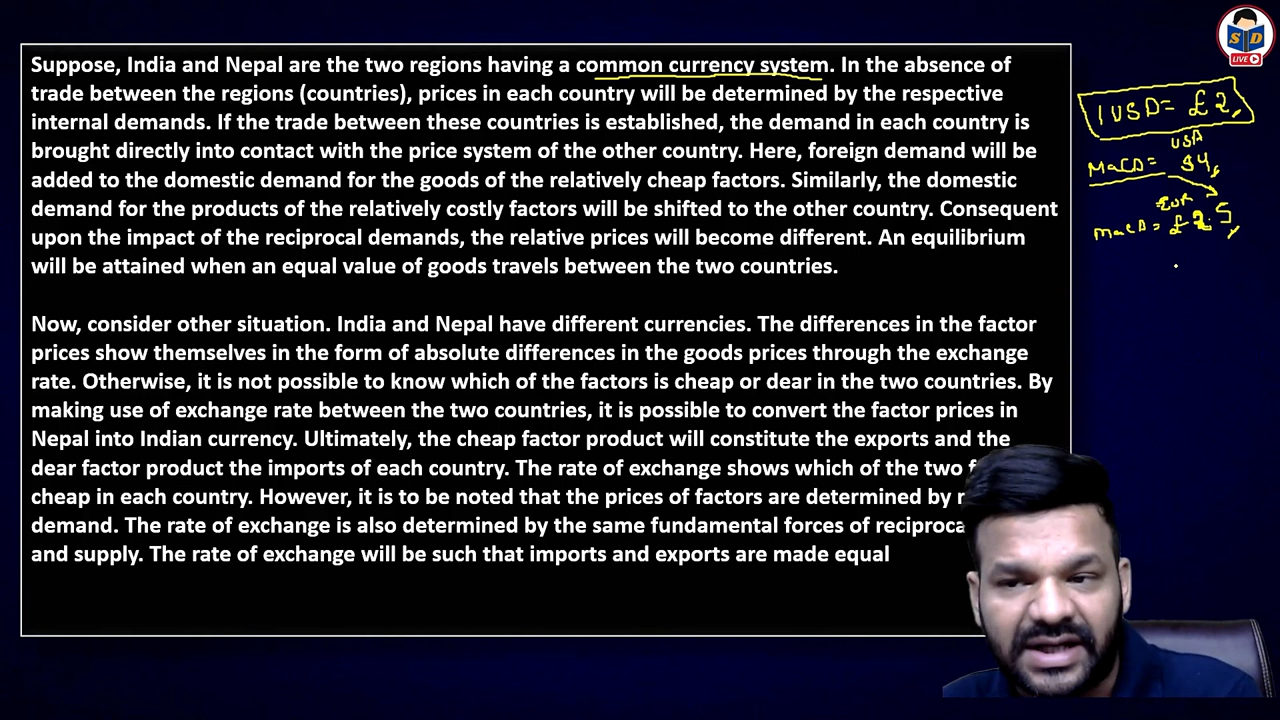 Suppose, India and Nepal are the two regions having a common currency system. In the absence of
trade between the regions (countries), prices in each country will be determined by the respective
internal demands. If the trade between these countries is established, the demand in each country is
brought directly into contact with the price system of the other country. Here, foreign demand will be
added to the domestic demand for the goods of the relatively cheap factors. Similarly, the domestic
demand for the products of the relatively costly factors will be shifted to the other country. Consequent
upon the impact of the reciprocal demands, the relative prices will become different. An equilibrium
will be attained when an equal value of goods travels between the two countries.
Now, consider other situation. India and Nepal have different currencies. The differences in the factor
prices show themselves in the form of absolute differences in the goods prices through the exchange
rate. Otherwise, it is not possible to know which of the factors is cheap or dear in the two countries. By
making use of exchange rate between the two countries, it is possible to convert the factor prices in
Nepal into Indian currency. Ultimately, the cheap factor product will constitute the exports and the
dear factor product the imports of each country. The rate of exchange shows which of the two
cheap in each country. However, it is to be noted that the prices of factors are determined by
demand. The rate of exchange is also determined by the same fundamental forces of
and supply. The rate of exchange will be such that imports and exports are made equal
SD
LIVE
1 USD = £2
USA
MacD = $4
EUR
MacD = £2.5